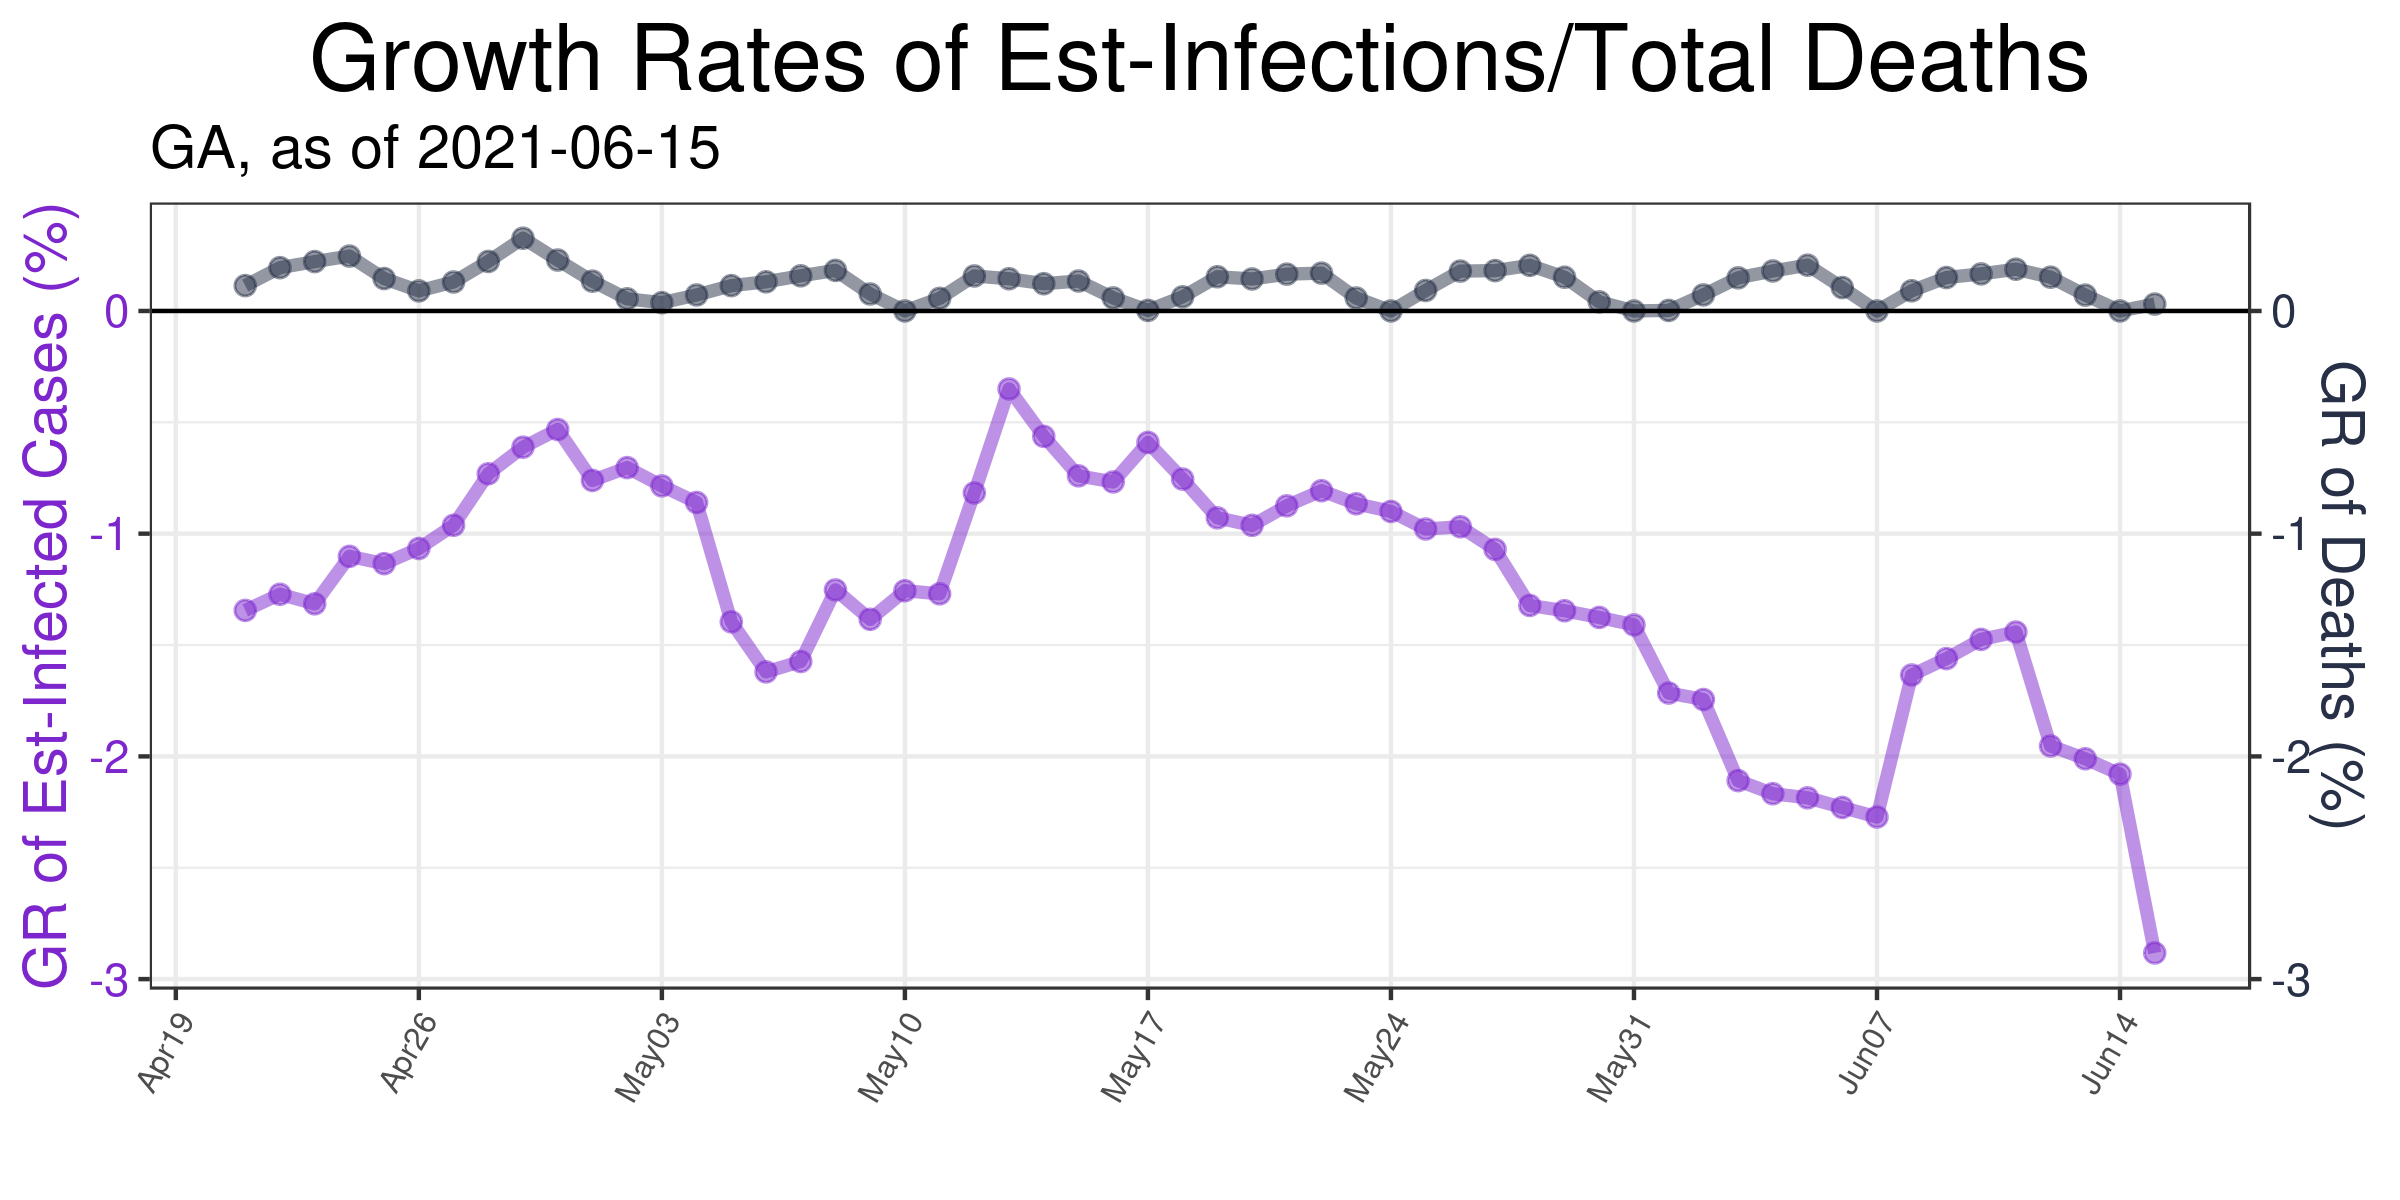 Growth Rates of Est-Infections/Total Deaths
GA, as of 2021-06-15
GR of Est-Infected Cases (%)
0
-1
-2
-3
0
-1
-2
-3
GR of Deaths (%)
Apr19
Apr26
May03
May10
May17
May24
May31
Jun07
Jun14